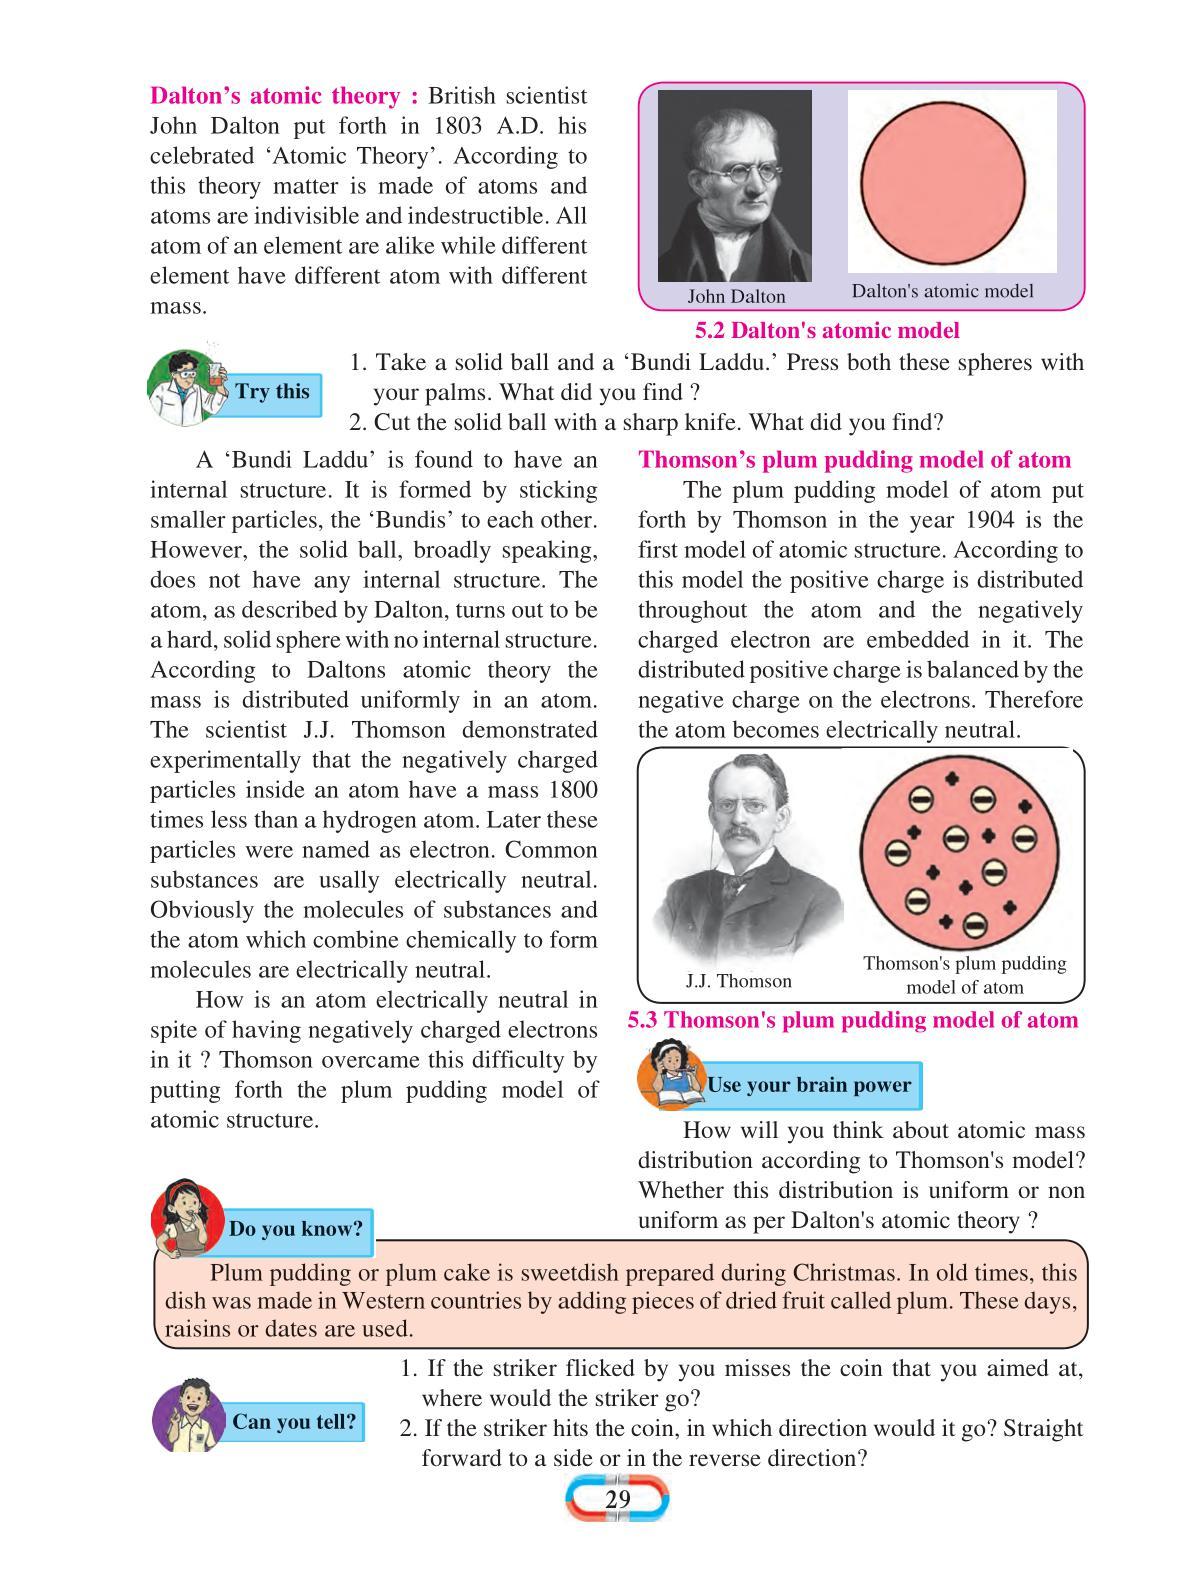 Dalton’s atomic theory : British scientist
John Dalton put forth in 1803 A.D. his
celebrated ‘Atomic Theory’. According to
this theory matter is made of atoms and
atoms are indivisible and indestructible. All
atom of an element are alike while different
element have different atom with different
mass.
John Dalton
Dalton's atomic model
5.2 Dalton's atomic model
Try this
1. Take a solid ball and a ‘Bundi Laddu.’ Press both these spheres with
your palms. What did you find ?
2. Cut the solid ball with a sharp knife. What did you find?
A ‘Bundi Laddu’ is found to have an
internal structure. It is formed by sticking
smaller particles, the ‘Bundis’ to each other.
However, the solid ball, broadly speaking,
does not have any internal structure. The
atom, as described by Dalton, turns out to be
a hard, solid sphere with no internal structure.
According to Daltons atomic theory the
mass is distributed uniformly in an atom.
The scientist J.J. Thomson demonstrated
experimentally that the negatively charged
particles inside an atom have a mass 1800
times less than a hydrogen atom. Later these
particles were named as electron. Common
substances are usally electrically neutral.
Obviously the molecules of substances and
the atom which combine chemically to form
molecules are electrically neutral.
How is an atom electrically neutral in
spite of having negatively charged electrons
in it ? Thomson overcame this difficulty by
putting forth the plum pudding model of
atomic structure.
Thomson’s plum pudding model of atom
The plum pudding model of atom put
forth by Thomson in the year 1904 is the
first model of atomic structure. According to
this model the positive charge is distributed
throughout the atom and the negatively
charged electron are embedded in it. The
distributed positive charge is balanced by the
negative charge on the electrons. Therefore
the atom becomes electrically neutral.
J.J. Thomson
Thomson's plum pudding
model of atom
5.3 Thomson's plum pudding model of atom
Use your brain power
How will you think about atomic mass
distribution according to Thomson's model?
Whether this distribution is uniform or non
uniform as per Dalton's atomic theory ?
Do you know?
Plum pudding or plum cake is sweetdish prepared during Christmas. In old times, this
dish was made in Western countries by adding pieces of dried fruit called plum. These days,
raisins or dates are used.
Can you tell?
1. If the striker flicked by you misses the coin that you aimed at,
where would the striker go?
2. If the striker hits the coin, in which direction would it go? Straight
forward to a side or in the reverse direction?
29